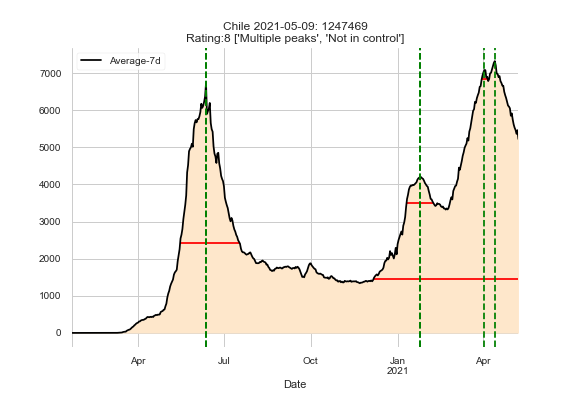 Chile 2021-05-09: 1247469
Rating:8 ['Multiple peaks', 'Not in control']
Average-7d
7000
6000
5000
4000
3000
2000
1000
0
Apr
Jul
Oct
Jan
2021
Apr
Date